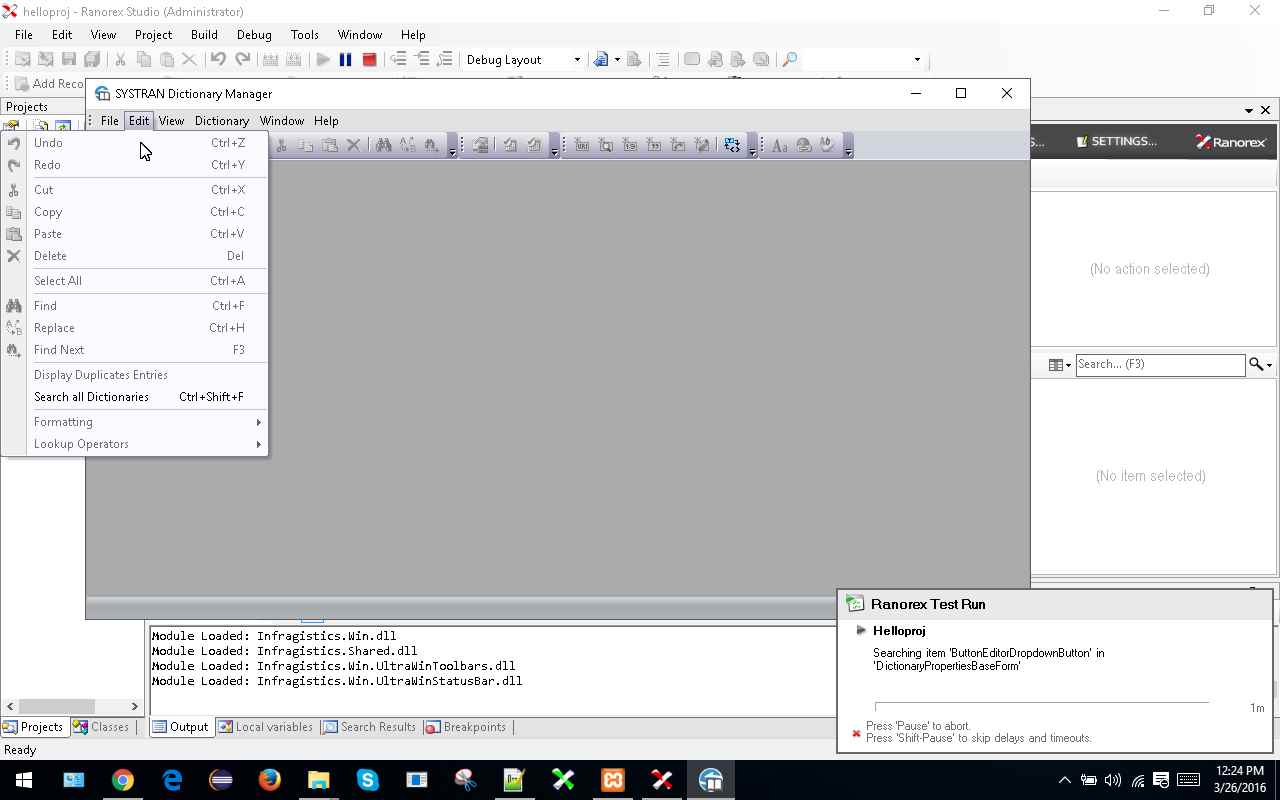 helloproj - Ranorex Studio (Administrator)
File Edit View Project Build Debug Tools Window Help
Debug Layout
Add Reco
Projects
SYSTRAN Dictionary Manager
File Edit View Dictionary Window Help
Undo Ctrl+Z
Redo Ctrl+Y
Cut Ctrl+X
Copy Ctrl+C
Paste Ctrl+V
Delete Del
Select All Ctrl+A
Find Ctrl+F
Replace Ctrl+H
Find Next F3
Display Duplicates Entries
Search all Dictionaries Ctrl+Shift+F
Formatting
Lookup Operators
S... SETTINGS... Ranorex
(No action selected)
Search... (F3)
(No item selected)
Module Loaded: Infragistics.Win.dll
Module Loaded: Infragistics.Shared.dll
Module Loaded: Infragistics.Win.UltraWinToolbars.dll
Module Loaded: Infragistics.Win.UltraWinStatusBar.dll
Ranorex Test Run
Helloproj
Searching item 'ButtonEditorDropdownButton' in
'DictionaryPropertiesBaseForm'
1m
Press 'Pause' to abort.
Press 'Shift-Pause' to skip delays and timeouts.
Projects Classes Output Local variables Search Results Breakpoints
Ready
12:24 PM
3/26/2016